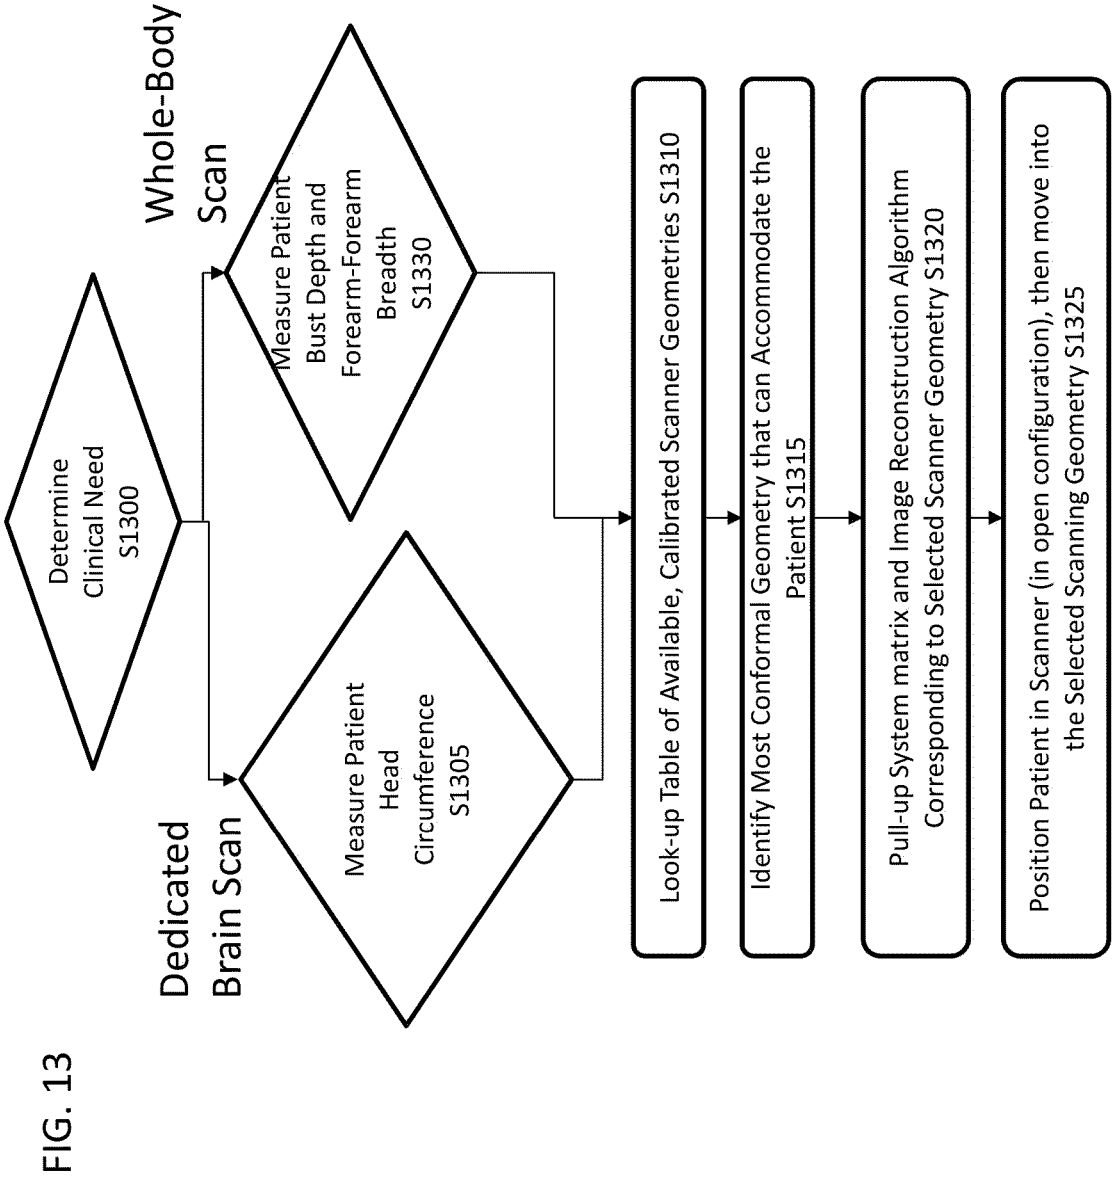 FIG. 13
Determine
Clinical Need
S1300
Dedicated
Brain Scan
Whole-Body
Scan
Measure Patient
Head
Circumference
S1305
Measure Patient
Bust Depth and
Forearm-Forearm
Breadth
S1330
Look-up Table of Available, Calibrated Scanner Geometries S1310
Identify Most Conformal Geometry that can Accommodate the
Patient S1315
Pull-up System matrix and Image Reconstruction Algorithm
Corresponding to Selected Scanner Geometry S1320
Position Patient in Scanner (in open configuration), then move into
the Selected Scanning Geometry S1325